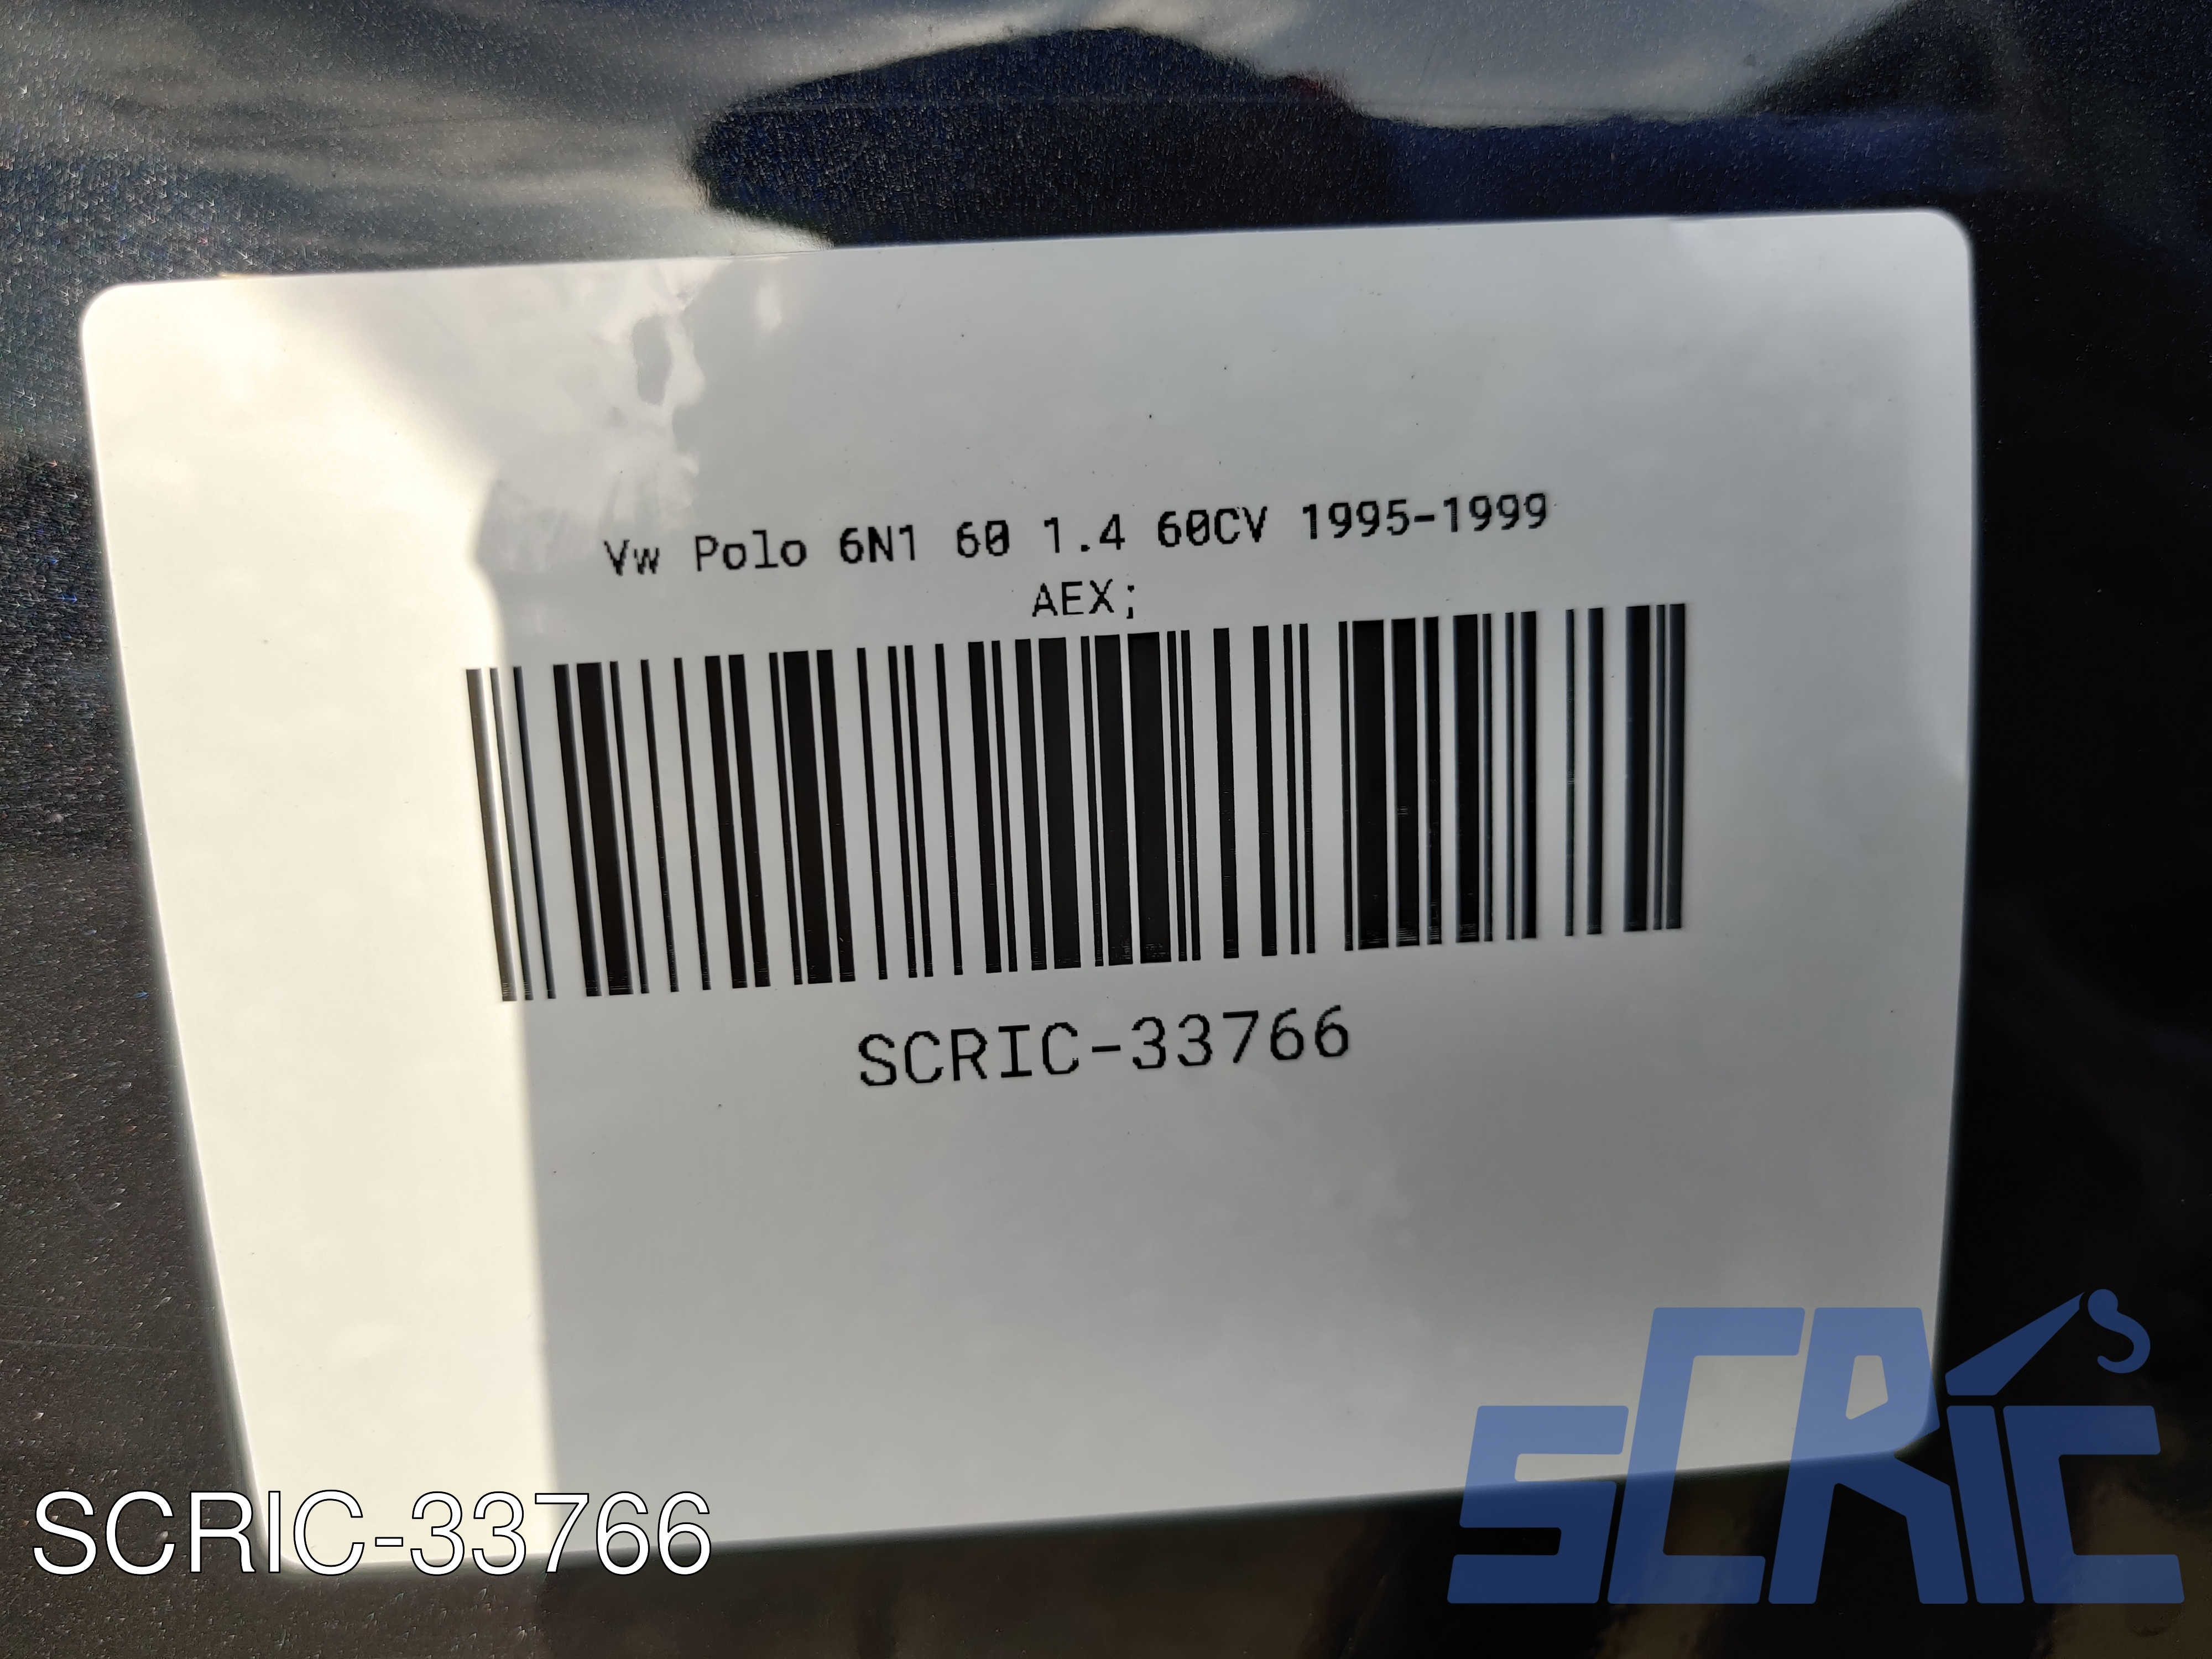 Vw Polo 6N1 60 1.4 60CV 1995-1999
AEX;
SCRIC-33766
SCRIC-33766
SCRIC